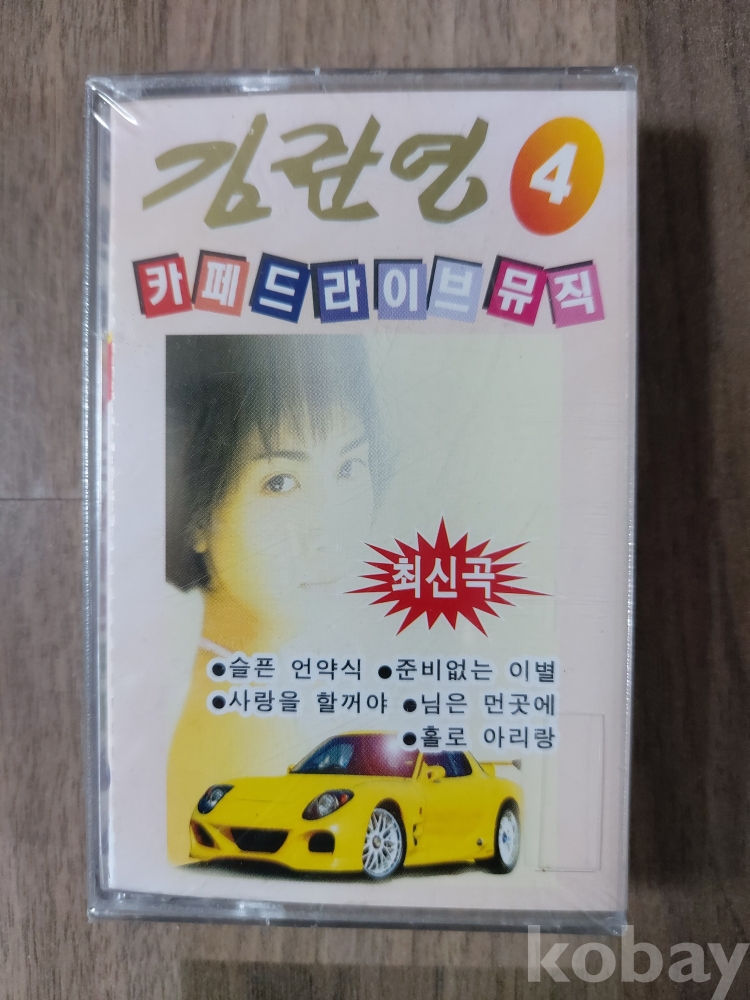 김란영 4
카페드라이브뮤직
최신곡
●슬픈 언약식 ●준비없는 이별
●사랑을 할꺼야 ●님은 먼곳에
●홀로 아리랑
kobay